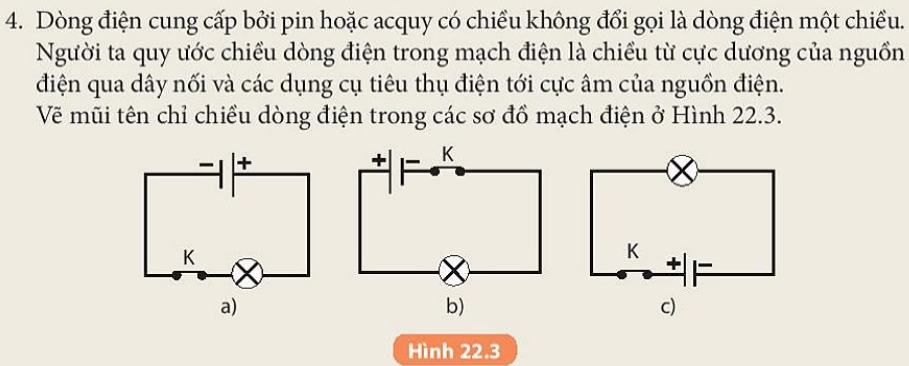 4. Dòng điện cung cấp bởi pin hoặc acquy có chiều không đổi gọi là dòng điện một chiều.
Người ta quy ước chiều dòng điện trong mạch điện là chiều từ cực dương của nguồn
điện qua dây nối và các dụng cụ tiêu thụ điện tới cực âm của nguồn điện.
Vẽ mũi tên chỉ chiều dòng điện trong các sơ đồ mạch điện ở Hình 22.3.
− +
K
a)
+ − K
b)
K + −
c)
Hình 22.3